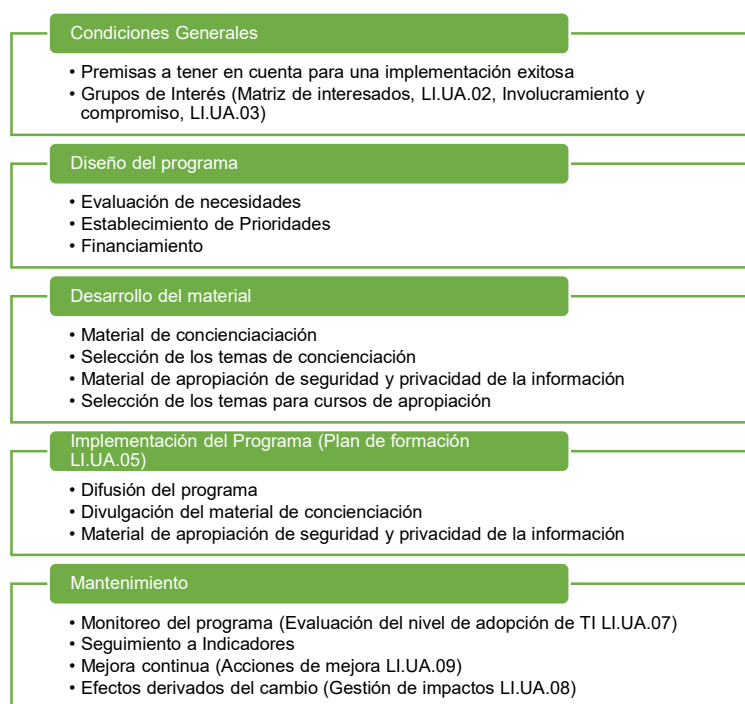 Condiciones Generales
• Premisas a tener en cuenta para una implementación exitosa
• Grupos de Interés (Matriz de interesados, LI.UA.02, Involucramiento y
compromiso, LI.UA.03)
Diseño del programa
• Evaluación de necesidades
• Establecimiento de Prioridades
• Financiamiento
Desarrollo del material
• Material de concienciaciación
• Selección de los temas de concienciación
• Material de apropiación de seguridad y privacidad de la información
• Selección de los temas para cursos de apropiación
Implementación del Programa (Plan de formación
LI.UA.05)
• Difusión del programa
• Divulgación del material de concienciación
• Material de apropiación de seguridad y privacidad de la información
Mantenimiento
• Monitoreo del programa (Evaluación del nivel de adopción de TI LI.UA.07)
• Seguimiento a Indicadores
• Mejora continua (Acciones de mejora LI.UA.09)
• Efectos derivados del cambio (Gestión de impactos LI.UA.08)